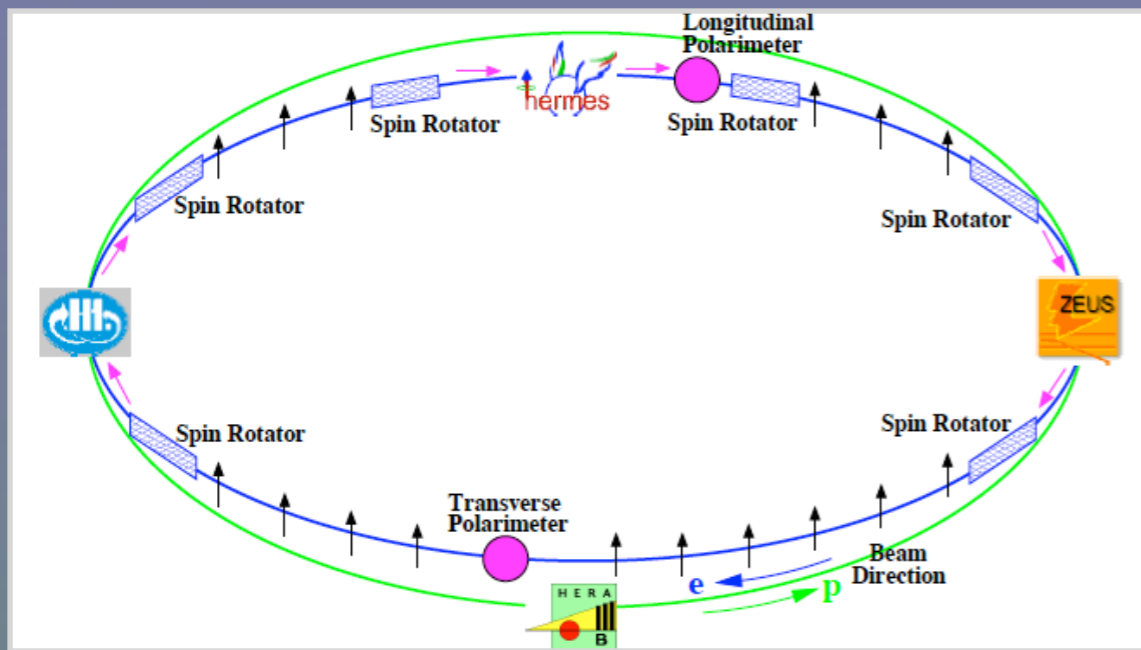 Longitudinal
Polarimeter
hermes
Spin Rotator
Spin Rotator
Spin Rotator
Spin Rotator
H1
ZEUS
Spin Rotator
Spin Rotator
Transverse
Polarimeter
Beam
Direction
e
p
HERA
B